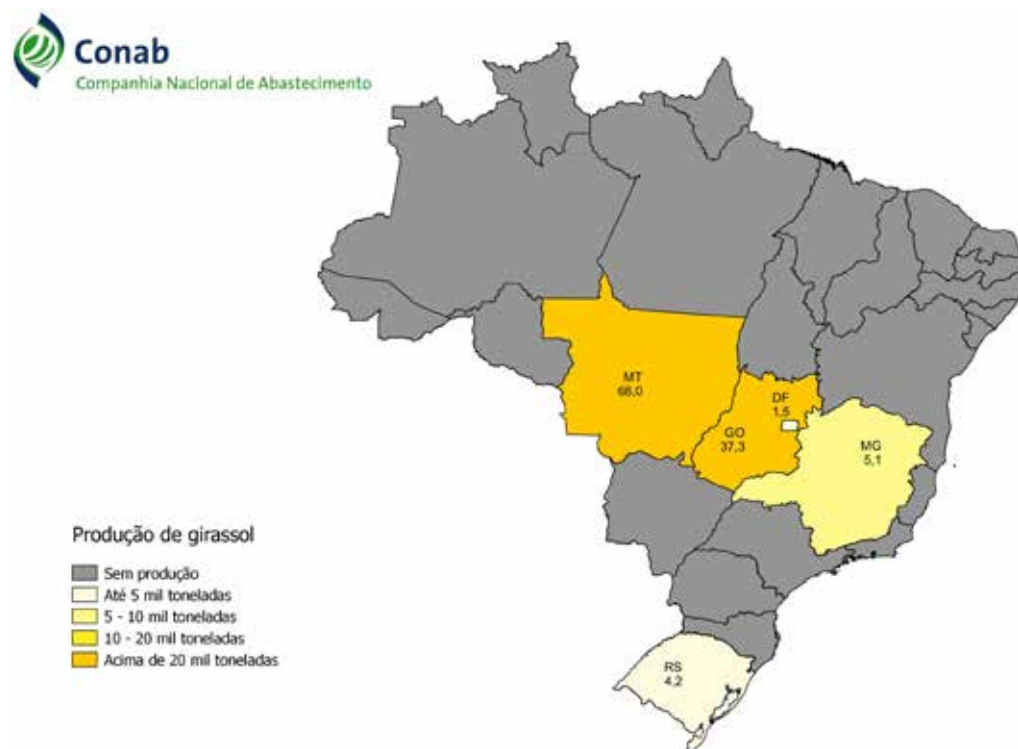 Conab
Companhia Nacional de Abastecimento
MT
66,0
DF
1,5
GO
37,3
MG
5,1
Produção de girassol
Sem produção
Até 5 mil toneladas
5 - 10 mil toneladas
10 - 20 mil toneladas
Acima de 20 mil toneladas
RS
4,2